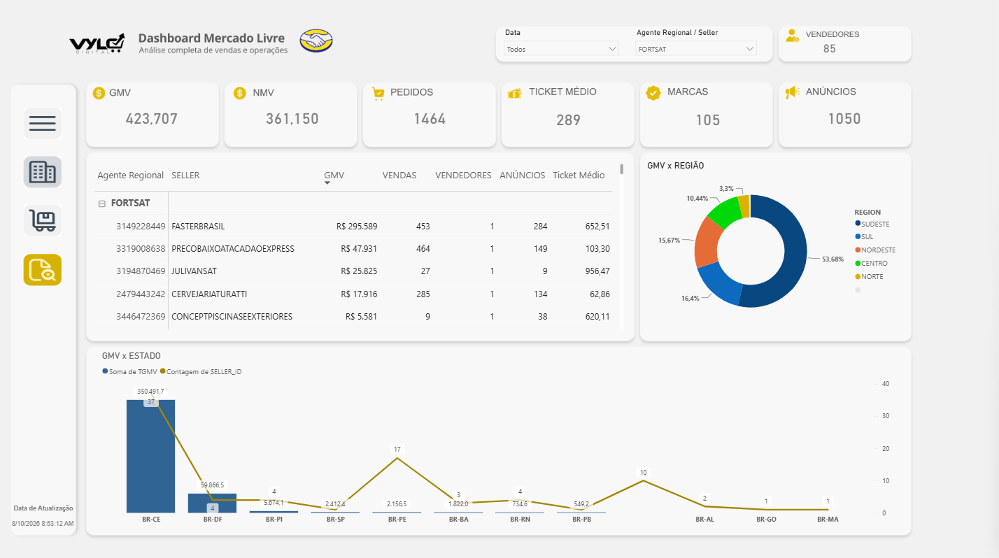 VYLO
DIGITAL
Dashboard Mercado Livre
Análise completa de vendas e operações
Data
Todos
Agente Regional / Seller
FORTSAT
VENDEDORES
85
GMV
423,707
NMV
361,150
PEDIDOS
1464
TICKET MÉDIO
289
MARCAS
105
ANÚNCIOS
1050
Agente Regional SELLER GMV VENDAS VENDEDORES ANÚNCIOS Ticket Médio
FORTSAT
3149228449 FASTERBRASIL R$ 295.589 453 1 284 652,51
3319008638 PRECOBAIXOATACADAOEXPRESS R$ 47.931 464 1 149 103,30
3194870469 JULIVANSAT R$ 25.825 27 1 9 956,47
2479443242 CERVEJARIATURATTI R$ 17.916 285 1 134 62,86
3446472369 CONCEPTPISCINASEEXTERIORES R$ 5.581 9 1 38 620,11
GMV x REGIÃO
3,3%
10,44%
15,67%
16,4%
53,68%
REGION
SUDESTE
SUL
NORDESTE
CENTRO
NORTE
GMV x ESTADO
Soma de TGMV Contagem de SELLER_ID
350.491,7
37
59.866,5
4
4
5.674,1
2.412,4
17
2.156,5
3
1.822,0
4
734,6
549,2
10
2
1
1
40
30
20
10
0
BR-CE BR-DF BR-PI BR-SP BR-PE BR-BA BR-RN BR-PB BR-AL BR-GO BR-MA
Data de Atualização
8/10/2026 8:53:12 AM